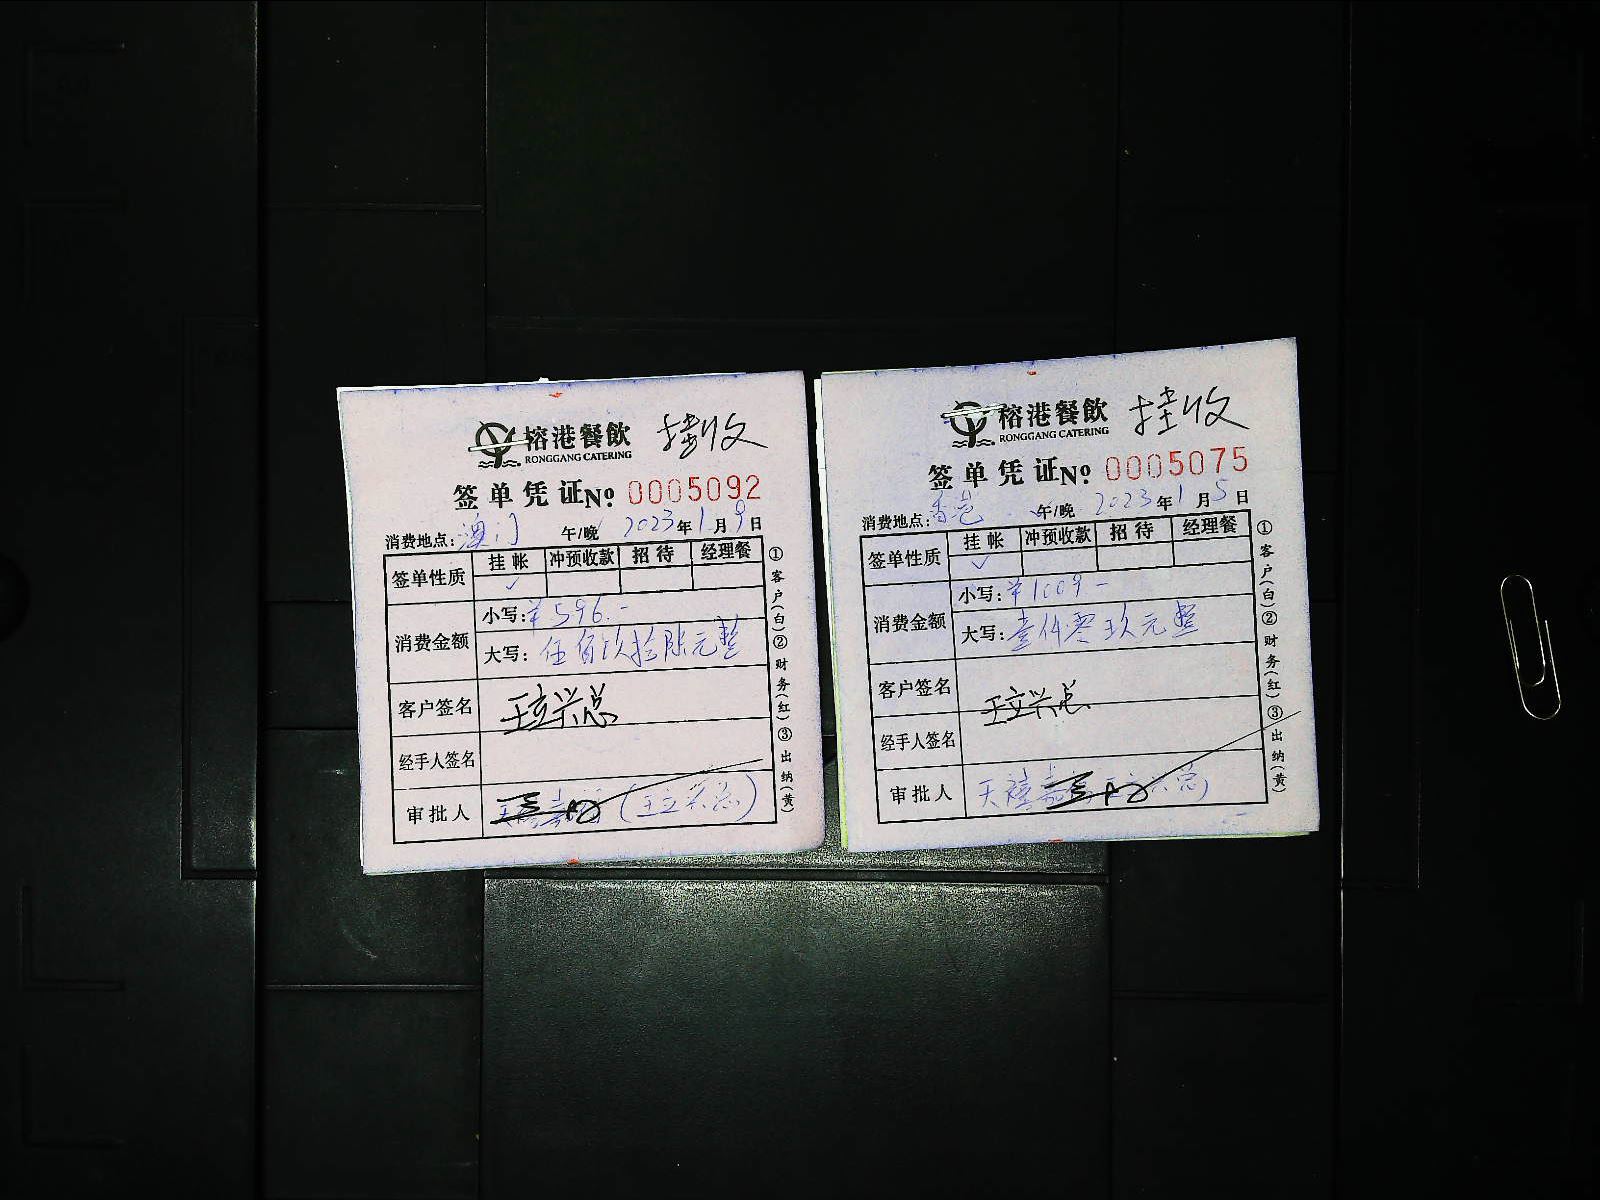 榕港餐飲 挂收
RONGGANG CATERING
签单凭证№ 0005092
消费地点: 澳门 午/晚 2023年1月9日
签单性质 挂帐 冲预收款 招待 经理餐
✓
消费金额 小写: ¥596.-
大写: 伍佰玖拾陆元整
客户签名 王立兴总
经手人签名
审批人 (王立兴总)
①客户(白)②财务(红)③出纳(黄)
榕港餐飲 挂收
RONGGANG CATERING
签单凭证№ 0005075
消费地点: 香港 午/晚 2023年1月5日
签单性质 挂帐 冲预收款 招待 经理餐
✓
消费金额 小写: ¥1009-
大写: 壹仟零玖元整
客户签名 王立兴总
经手人签名
审批人 天禧嘉
①客户(白)②财务(红)③出纳(黄)